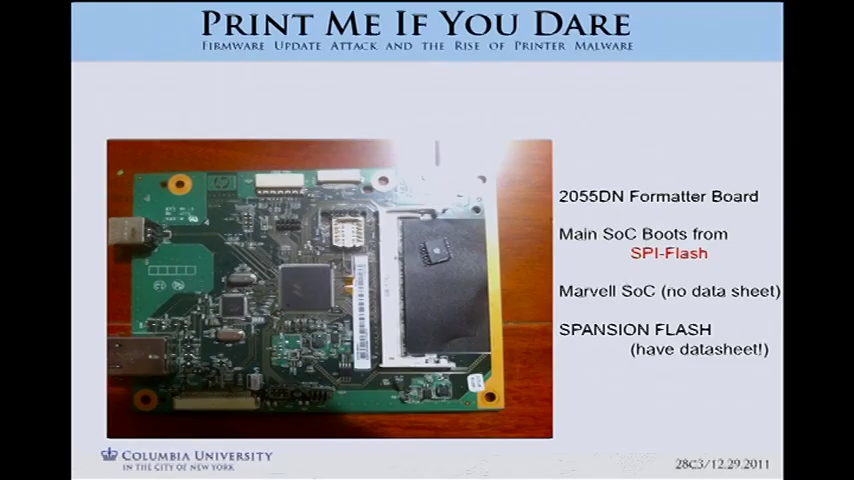 PRINT ME IF YOU DARE
FIRMWARE UPDATE ATTACK AND THE RISE OF PRINTER MALWARE
2055DN Formatter Board
Main SoC Boots from
SPI-Flash
Marvell SoC (no data sheet)
SPANSION FLASH
(have datasheet!)
COLUMBIA UNIVERSITY
IN THE CITY OF NEW YORK
28C3/12.29.2011